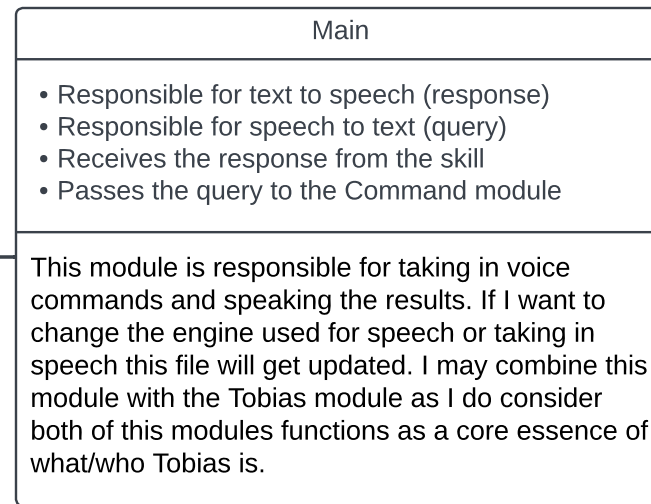 Main
• Responsible for text to speech (response)
• Responsible for speech to text (query)
• Receives the response from the skill
• Passes the query to the Command module
This module is responsible for taking in voice
commands and speaking the results. If I want to
change the engine used for speech or taking in
speech this file will get updated. I may combine this
module with the Tobias module as I do consider
both of this modules functions as a core essence of
what/who Tobias is.